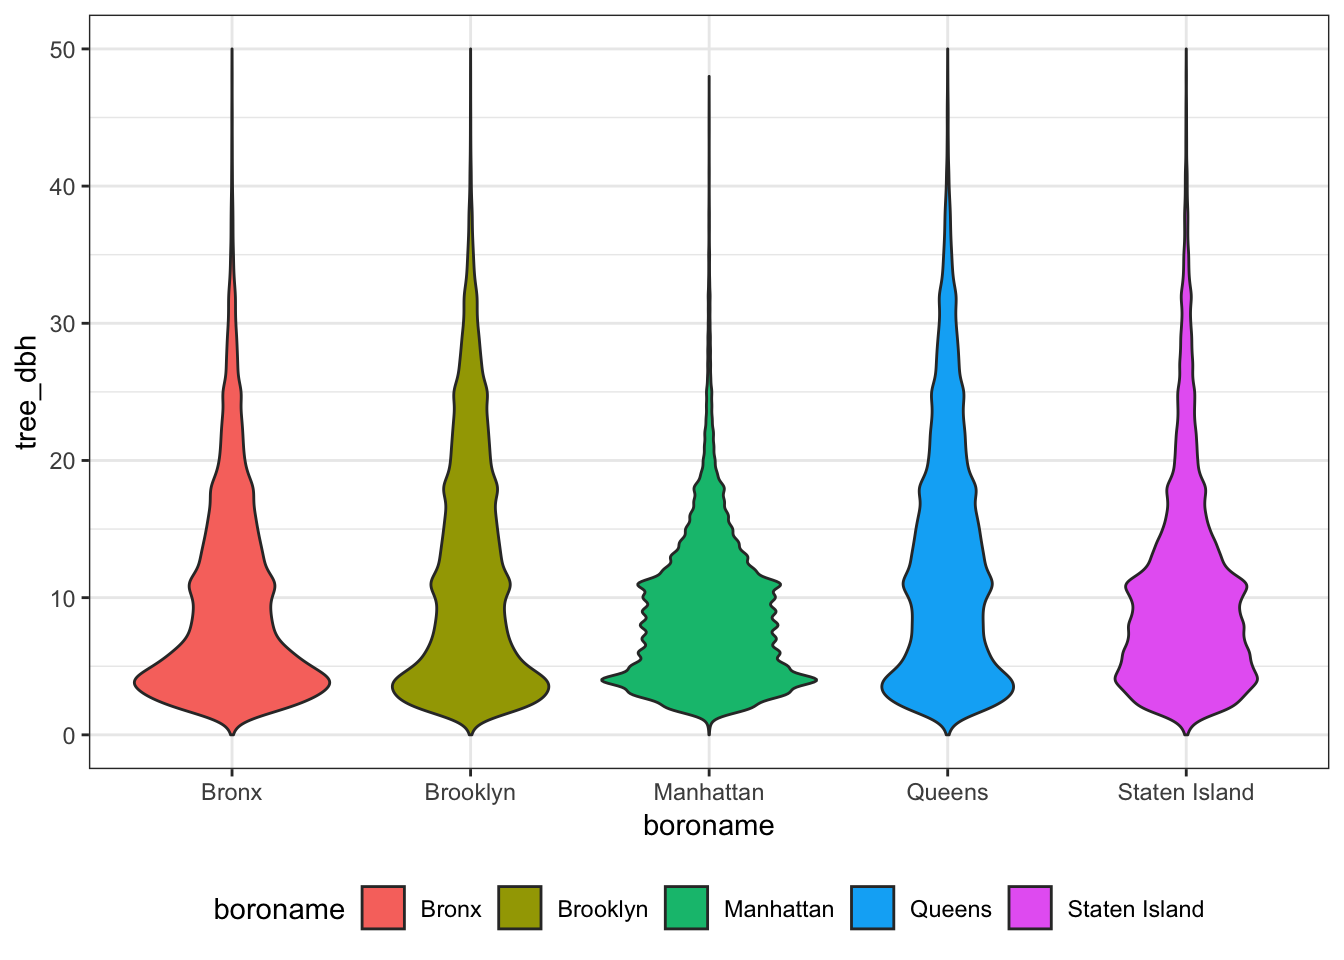 tree_dbh
50
40
30
20
10
0
Bronx Brooklyn Manhattan Queens Staten Island
boroname
boroname Bronx Brooklyn Manhattan Queens Staten Island